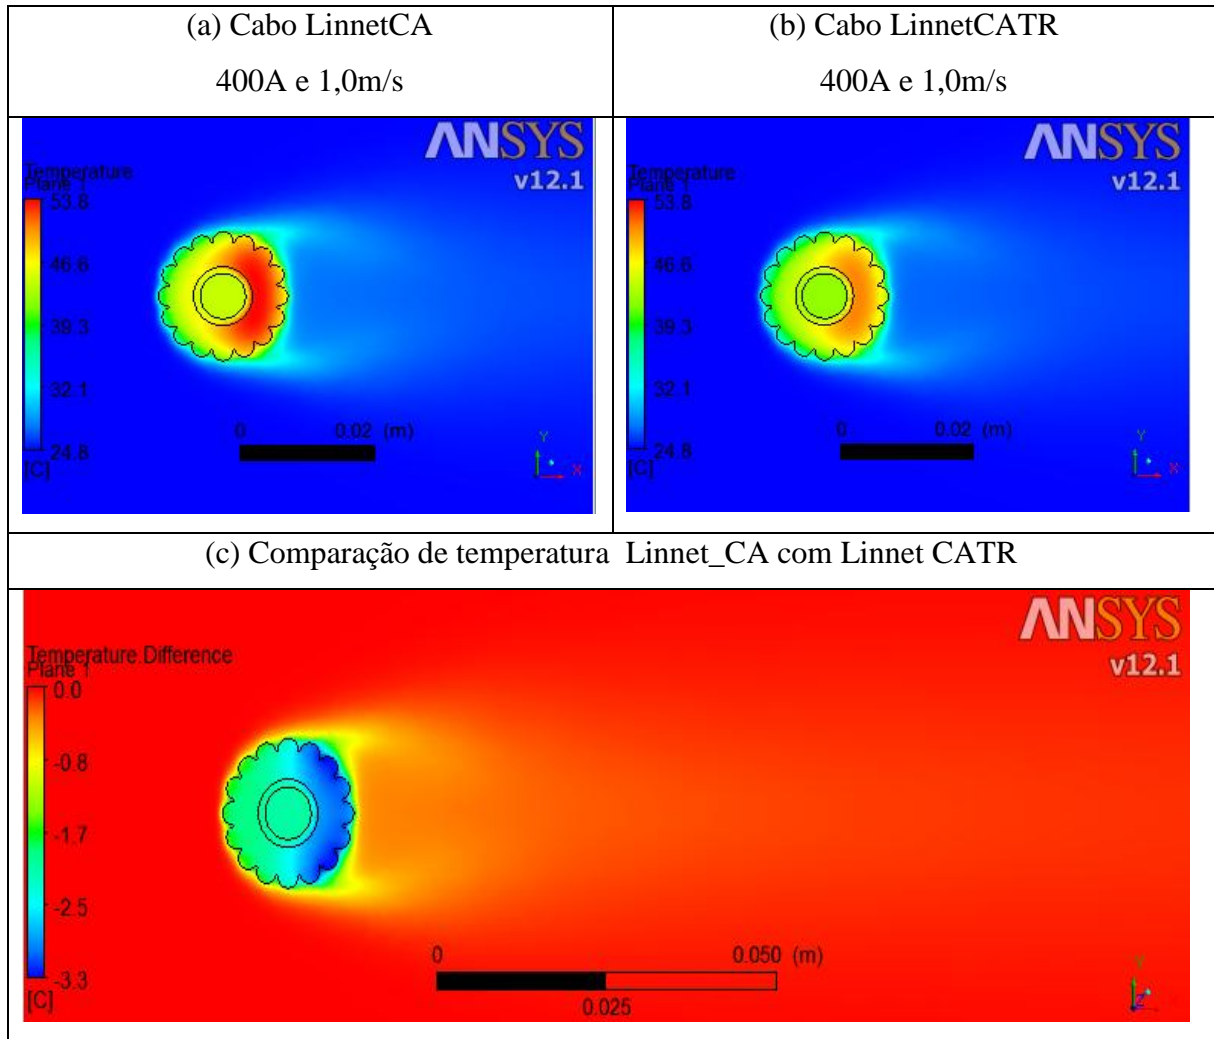 (a) Cabo LinnetCA
400A e 1,0m/s
(b) Cabo LinnetCATR
400A e 1,0m/s
ANSYS
v12.1
Temperature
Plane 1
53.8
46.6
39.3
32.1
24.8
[C]
0 0.02 (m)
Y
X
ANSYS
v12.1
Temperature
Plane 1
53.8
46.6
39.3
32.1
24.8
[C]
0 0.02 (m)
Y
X
(c) Comparação de temperatura Linnet_CA com Linnet CATR
ANSYS
v12.1
Temperature.Difference
Plane 1
0.0
-0.8
-1.7
-2.5
-3.3
[C]
0 0.050 (m)
0.025
Y
Z